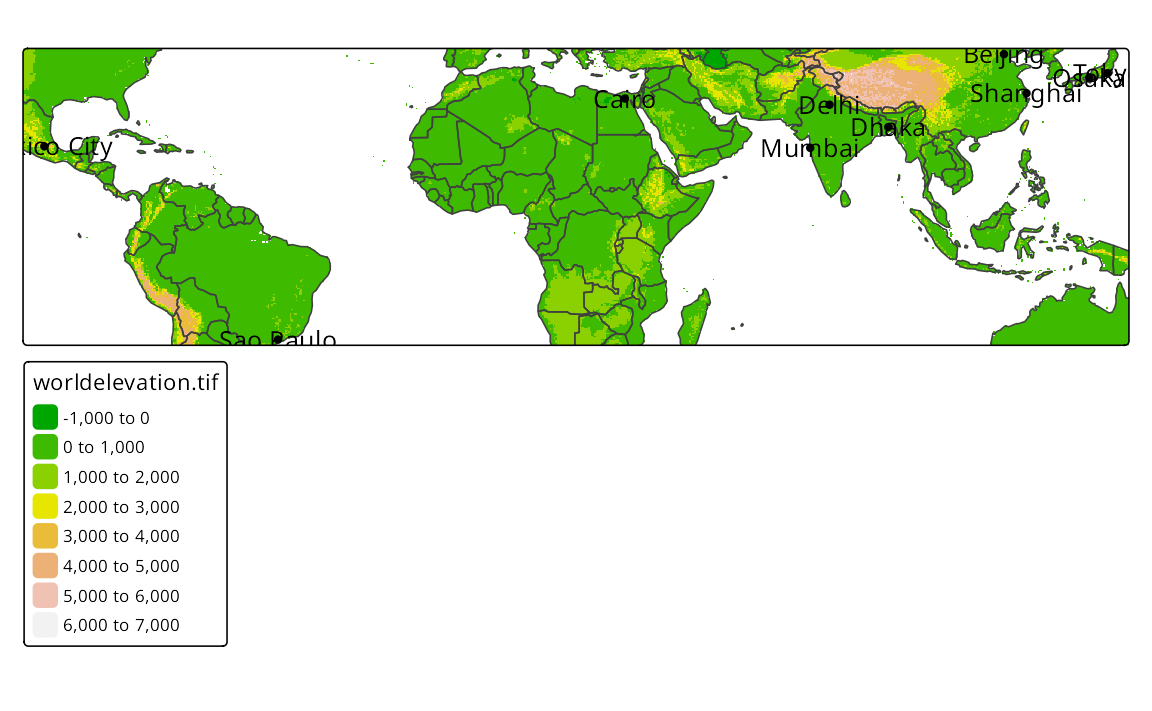 Beijing
Tokyo
Osaka
Shanghai
Cairo
Delhi
Dhaka
ico City
Mumbai
Sao Paulo
worldelevation.tif
-1,000 to 0
0 to 1,000
1,000 to 2,000
2,000 to 3,000
3,000 to 4,000
4,000 to 5,000
5,000 to 6,000
6,000 to 7,000